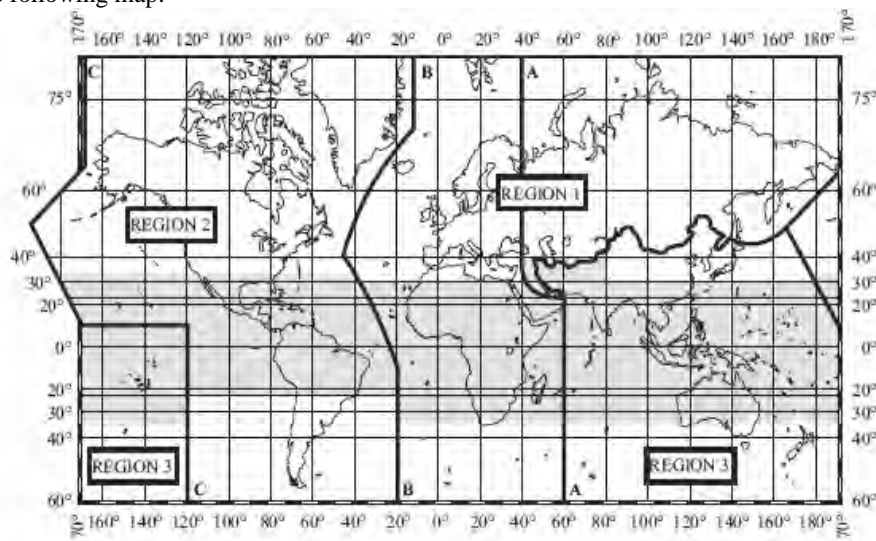 following map:
170° 160° 140° 120° 100° 80° 60° 40° 20° 0° 20° 40° 60° 80° 100° 120° 140° 160° 180° 170°
C B A
75° 75°
60° REGION 1 60°
REGION 2
40° 40°
30° 30°
20° 20°
0° 0°
20° 20°
30° 30°
40° 40°
REGION 3 REGION 3
C B A
60° 60°
70° 160° 140° 120° 100° 80° 60° 40° 20° 0° 20° 40° 60° 80° 100° 120° 140° 160° 180° 70°